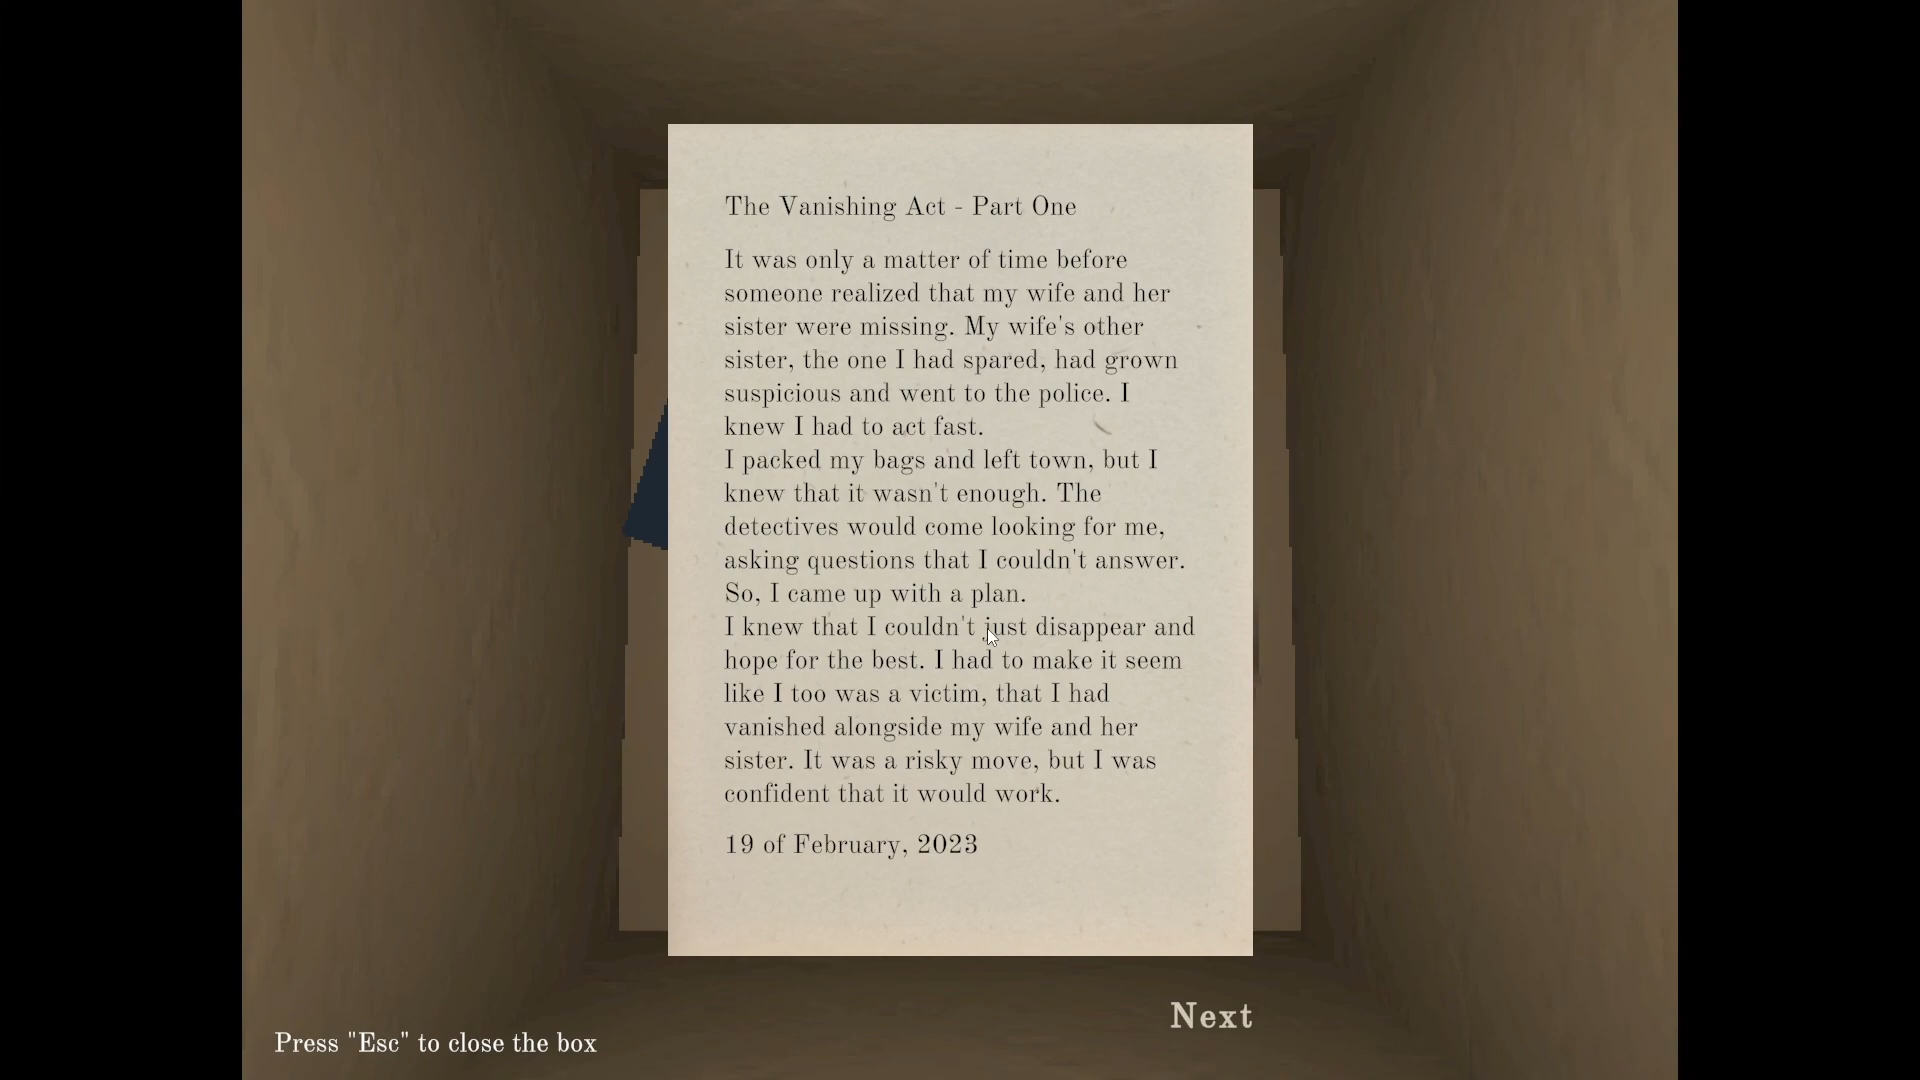 The Vanishing Act - Part One
It was only a matter of time before
someone realized that my wife and her
sister were missing. My wife's other
sister, the one I had spared, had grown
suspicious and went to the police. I
knew I had to act fast.
I packed my bags and left town, but I
knew that it wasn't enough. The
detectives would come looking for me,
asking questions that I couldn't answer.
So, I came up with a plan.
I knew that I couldn't just disappear and
hope for the best. I had to make it seem
like I too was a victim, that I had
vanished alongside my wife and her
sister. It was a risky move, but I was
confident that it would work.
19 of February, 2023
Next
Press "Esc" to close the box